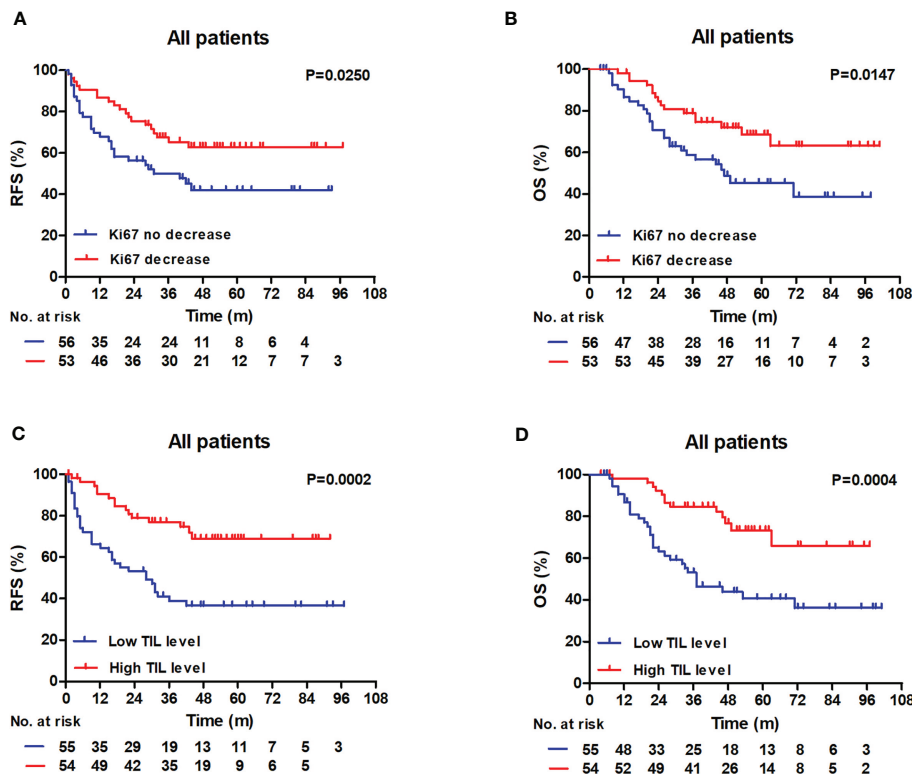 A
All patients
P=0.0250
RFS (%)
100
80
60
40
20
0
Ki67 no decrease
Ki67 decrease
0 12 24 36 48 60 72 84 96 108
No. at risk
Time (m)
56 35 24 24 11 8 6 4
53 46 36 30 21 12 7 7 3
B
All patients
P=0.0147
OS (%)
100
80
60
40
20
0
Ki67 no decrease
Ki67 decrease
0 12 24 36 48 60 72 84 96 108
No. at risk
Time (m)
56 47 38 28 16 11 7 4 2
53 53 45 39 27 16 10 7 3
C
All patients
P=0.0002
RFS (%)
100
80
60
40
20
0
Low TIL level
High TIL level
0 12 24 36 48 60 72 84 96 108
No. at risk
Time (m)
55 35 29 19 13 11 7 5 3
54 49 42 35 19 9 6 5
D
All patients
P=0.0004
OS (%)
100
80
60
40
20
0
Low TIL level
High TIL level
0 12 24 36 48 60 72 84 96 108
No. at risk
Time (m)
55 48 33 25 18 13 8 6 3
54 52 49 41 26 14 8 5 2